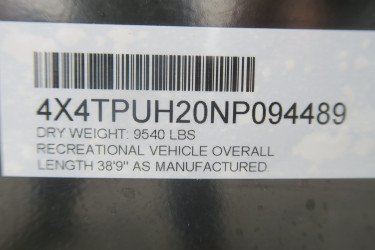 4X4TPUH20NP094489
DRY WEIGHT: 9540 LBS
RECREATIONAL VEHICLE OVERALL
LENGTH 38'9" AS MANUFACTURED.